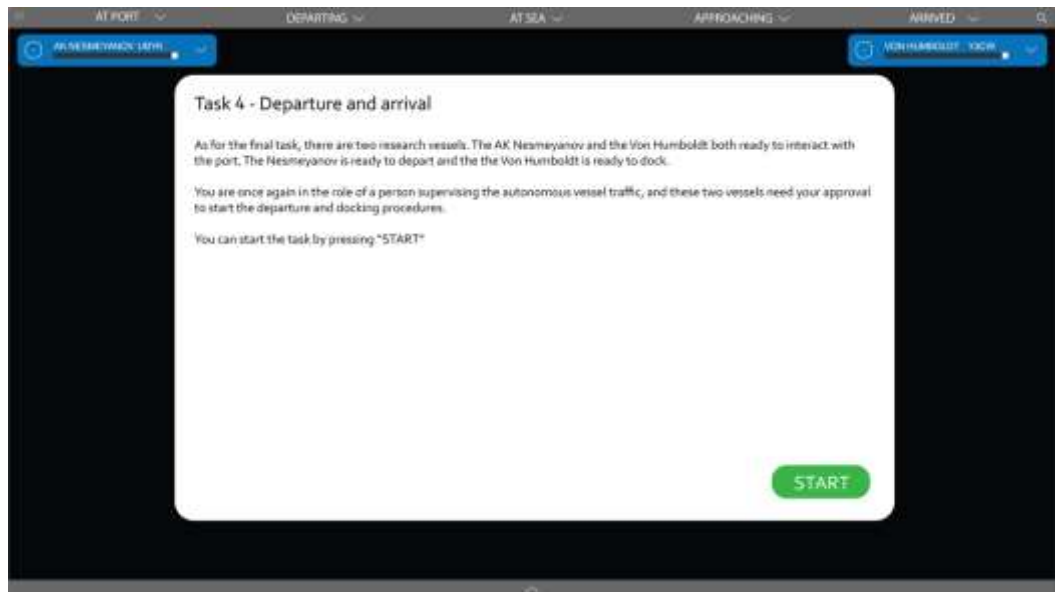 AT PORT DEPARTING AT SEA APPROACHING ARRIVED
AK NESMEYANOV VON HUMBOLDT
Task 4 - Departure and arrival
As for the final task, there are two research vessels. The AK Nesmeyanov and the Von Humboldt both ready to interact with
the port. The Nesmeyanov is ready to depart and the the Von Humboldt is ready to dock.
You are once again in the role of a person supervising the autonomous vessel traffic, and these two vessels need your approval
to start the departure and docking procedures.
You can start the task by pressing "START"
START